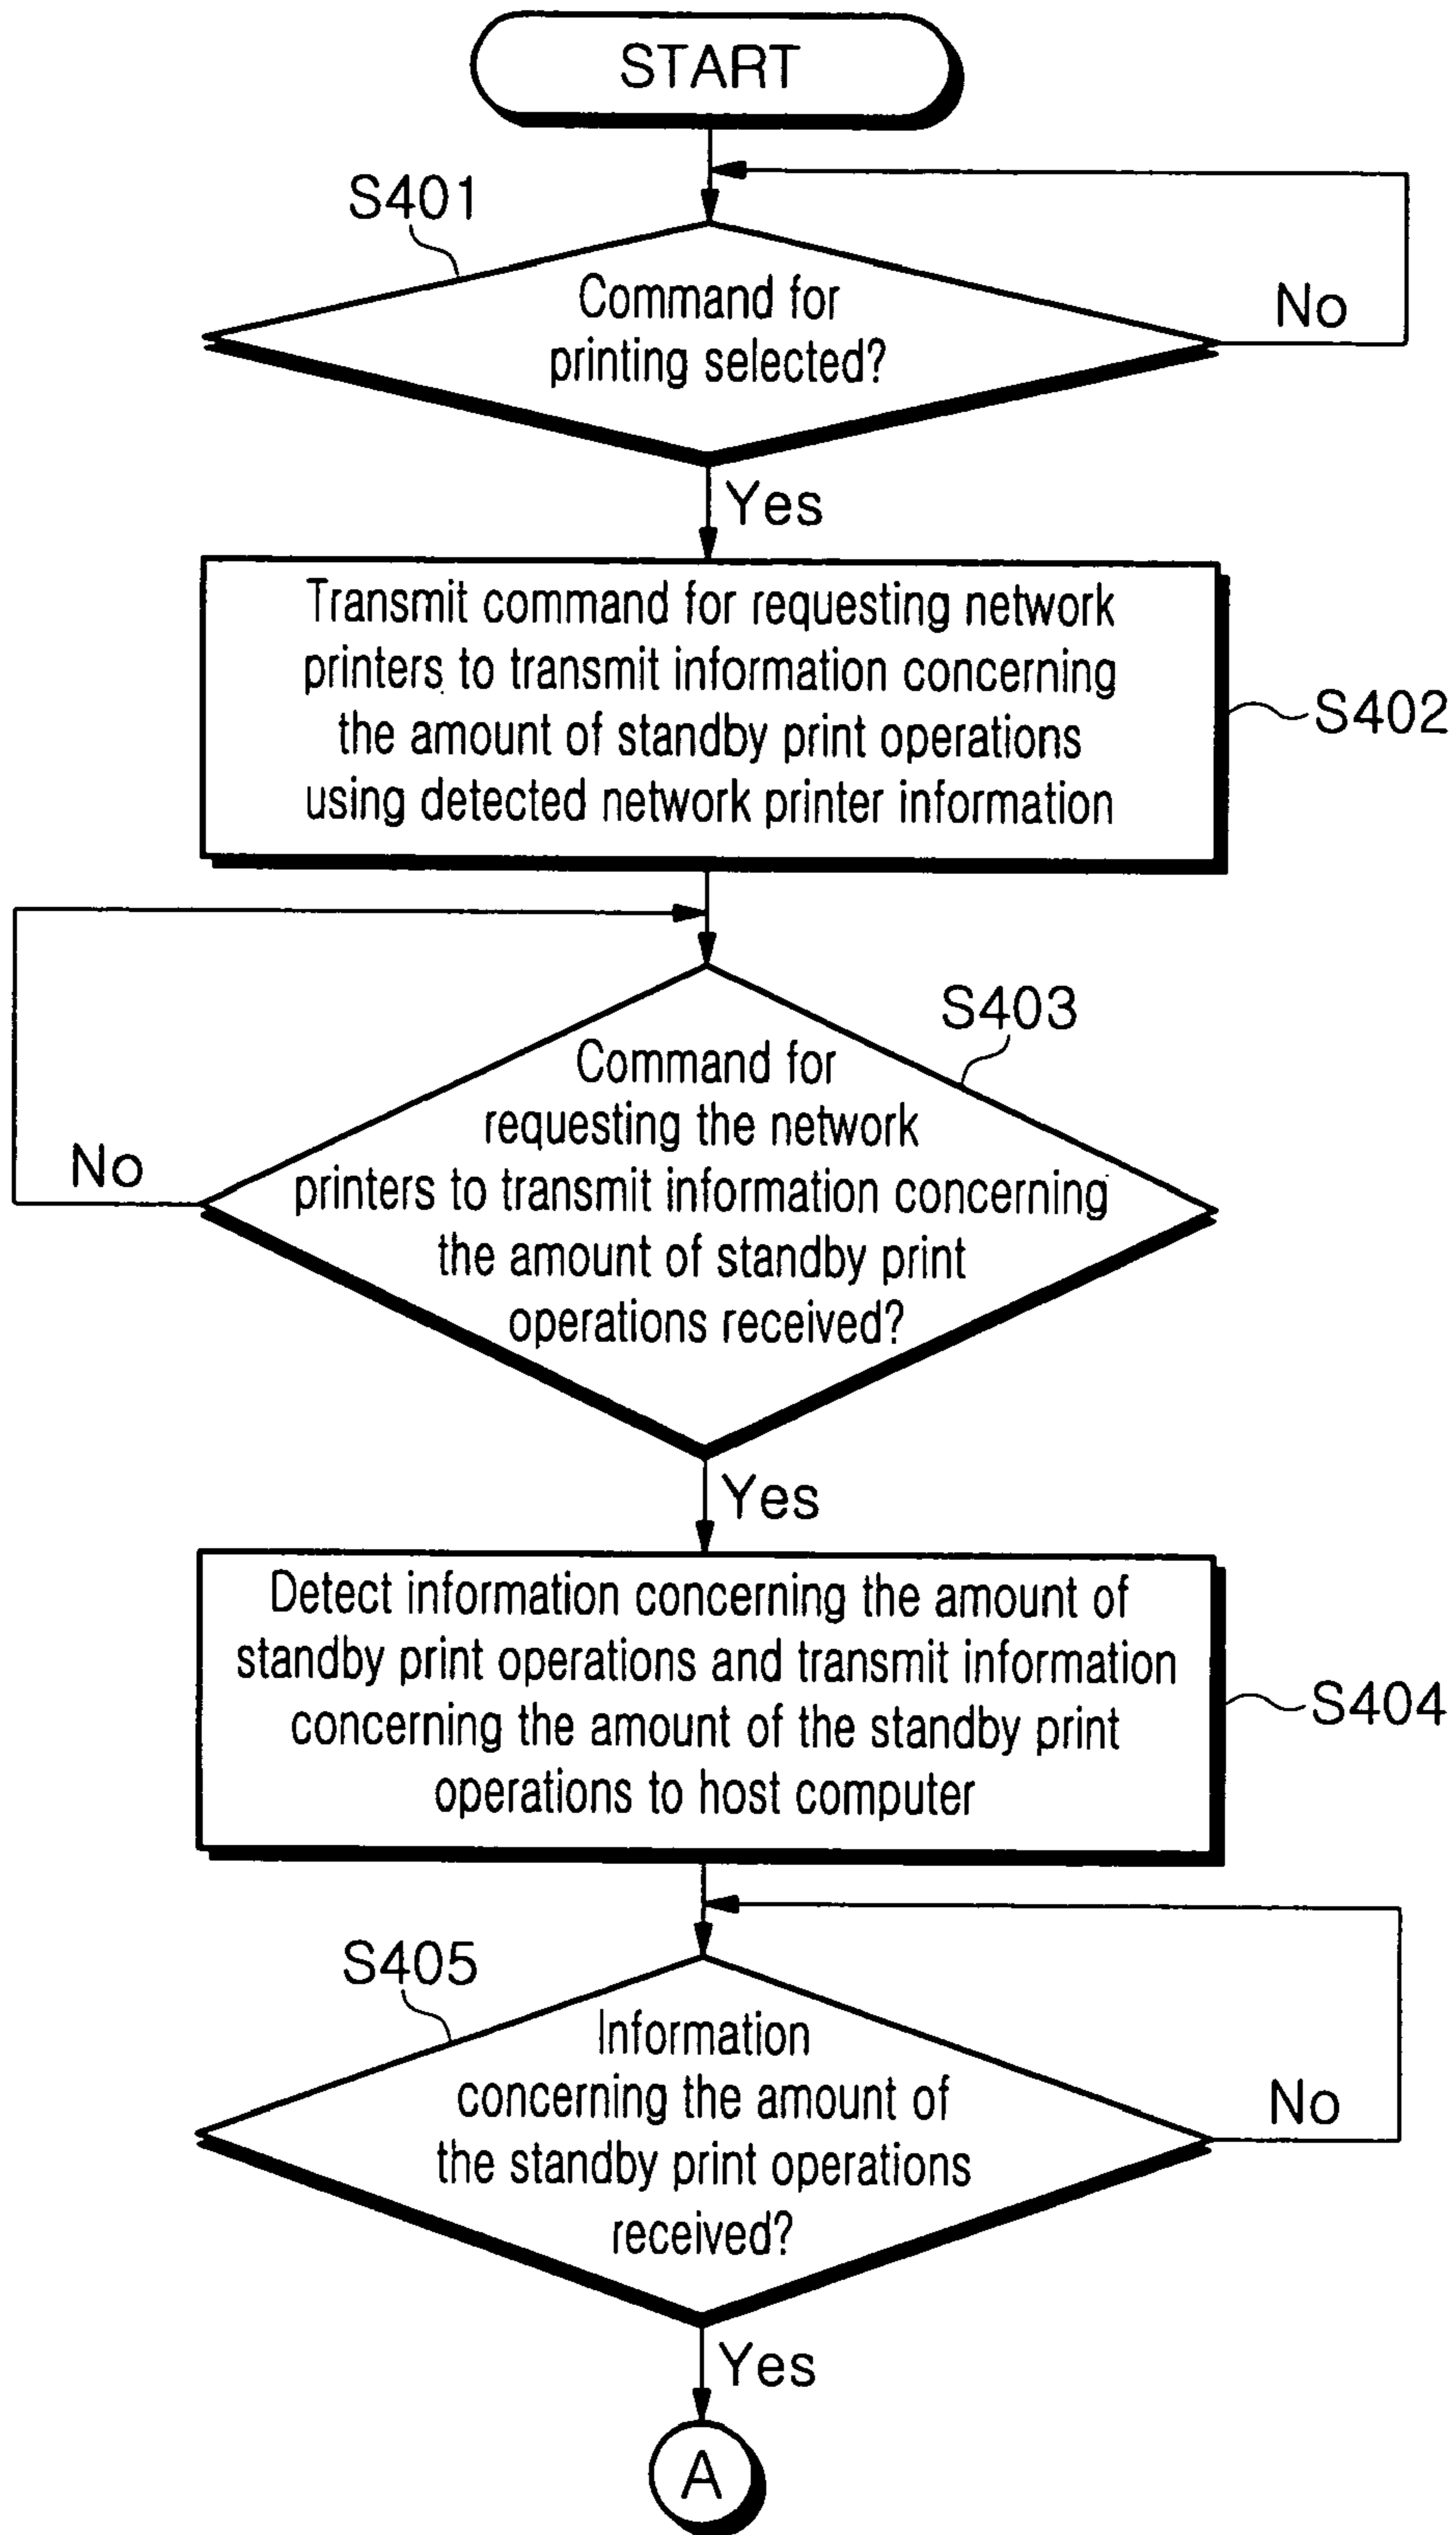 START
S401
Command for
printing selected?
No
Yes
Transmit command for requesting network
printers to transmit information concerning
the amount of standby print operations
using detected network printer information
S402
S403
Command for
requesting the network
printers to transmit information concerning
the amount of standby print
operations received?
No
Yes
Detect information concerning the amount of
standby print operations and transmit information
concerning the amount of the standby print
operations to host computer
S404
S405
Information
concerning the amount of
the standby print operations
received?
No
Yes
A